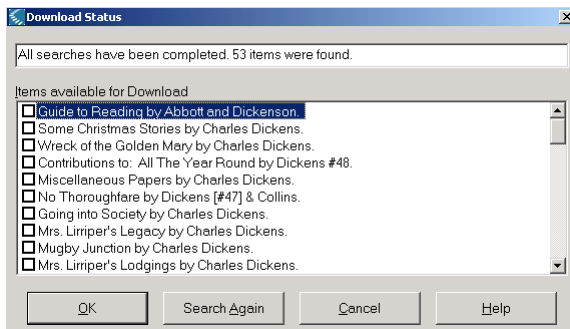 Download Status
All searches have been completed. 53 items were found.
Items available for Download
Guide to Reading by Abbott and Dickenson.
Some Christmas Stories by Charles Dickens.
Wreck of the Golden Mary by Charles Dickens.
Contributions to: All The Year Round by Dickens #48.
Miscellaneous Papers by Charles Dickens.
No Thoroughfare by Dickens [#47] & Collins.
Going into Society by Charles Dickens.
Mrs. Lirriper's Legacy by Charles Dickens.
Mugby Junction by Charles Dickens.
Mrs. Lirriper's Lodgings by Charles Dickens.
OK Search Again Cancel Help